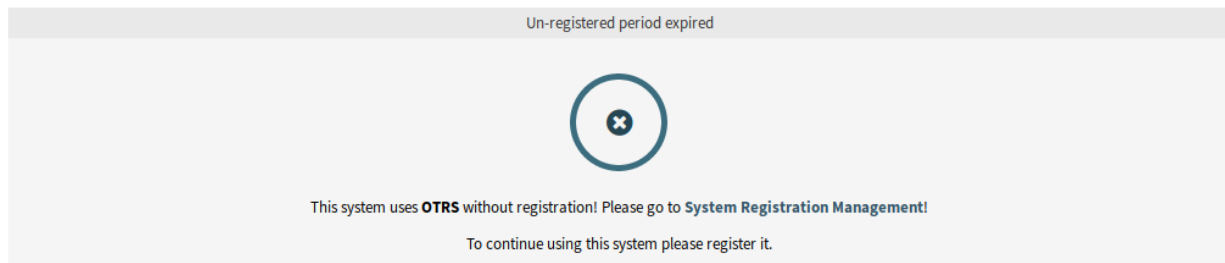 Un-registered period expired
This system uses OTRS without registration! Please go to System Registration Management!
To continue using this system please register it.